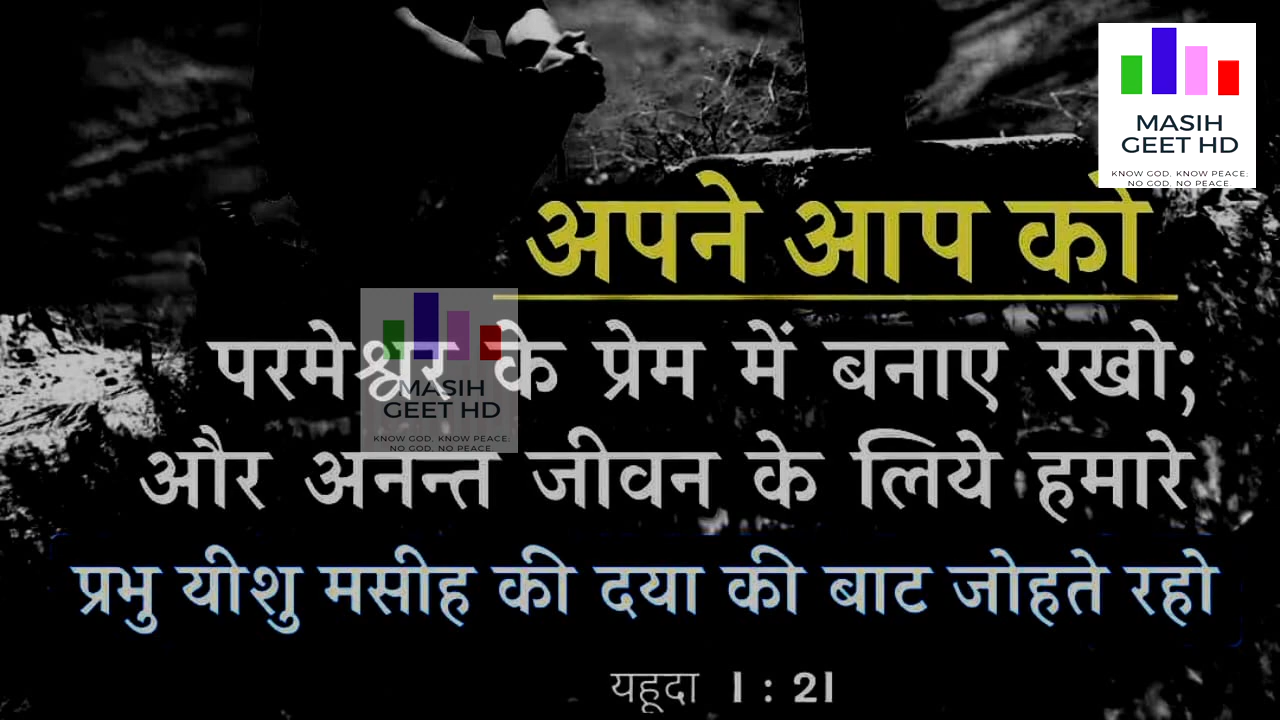 MASIH
GEET HD
KNOW GOD, KNOW PEACE;
NO GOD, NO PEACE.
अपने आप को
परमेश्वर के प्रेम में बनाए रखो;
और अनन्त जीवन के लिये हमारे
प्रभु यीशु मसीह की दया की बाट जोहते रहो
यहूदा 1 : 21
MASIH
GEET HD
KNOW GOD, KNOW PEACE;
NO GOD, NO PEACE.